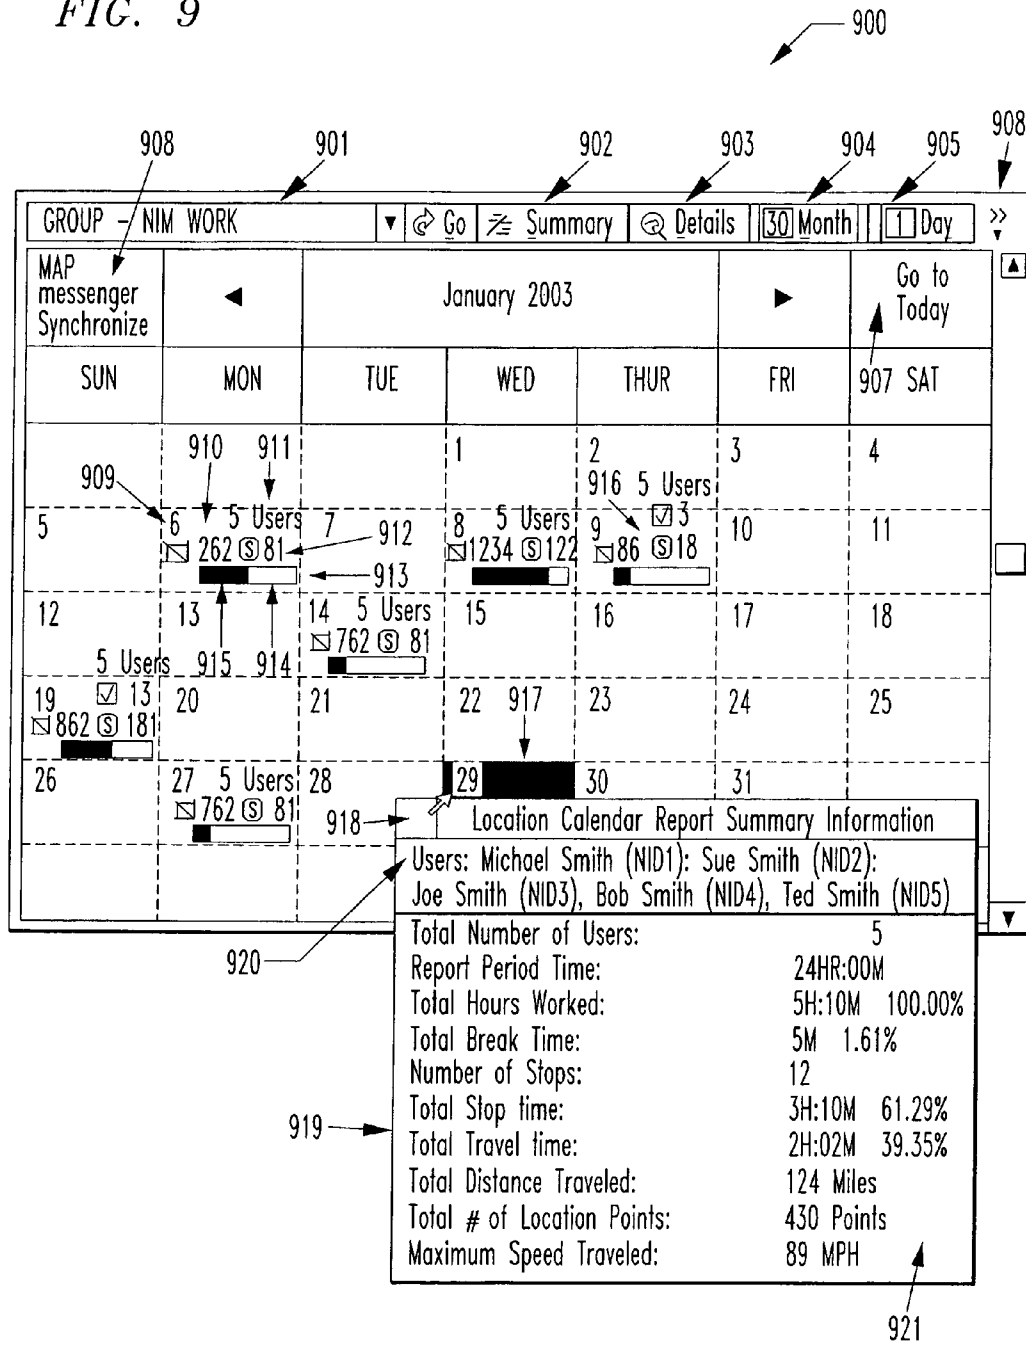 FIG. 9
900
908 901 902 903 904 905 908
GROUP - NIM WORK ▼ Go Summary Details 30 Month 1 Day >>
MAP messenger Synchronize ◀ January 2003 ▶ Go to Today
SUN MON TUE WED THUR FRI 907 SAT
1 2 3 4
909 910 911 916 5 Users
5 6 5 Users 7 8 5 Users 9 ☑ 3 10 11
262 Ⓢ 81 912 1234 Ⓢ 122 86 Ⓢ 18
913
12 13 14 5 Users 15 16 17 18
762 Ⓢ 81
5 Users 915 914
19 ☑ 13 20 21 22 917 23 24 25
862 Ⓢ 181
26 27 5 Users 28 29 30 31
762 Ⓢ 81
918 Location Calendar Report Summary Information
Users: Michael Smith (NID1): Sue Smith (NID2):
Joe Smith (NID3), Bob Smith (NID4), Ted Smith (NID5)
920
Total Number of Users: 5
Report Period Time: 24HR:00M
Total Hours Worked: 5H:10M 100.00%
Total Break Time: 5M 1.61%
Number of Stops: 12
Total Stop time: 3H:10M 61.29%
919
Total Travel time: 2H:02M 39.35%
Total Distance Traveled: 124 Miles
Total # of Location Points: 430 Points
Maximum Speed Traveled: 89 MPH
921